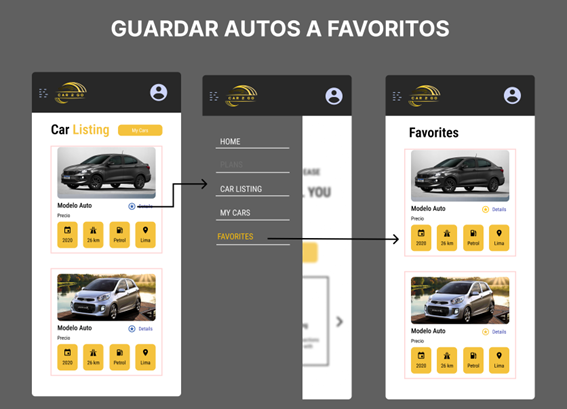 GUARDAR AUTOS A FAVORITOS
CAR & GO
Car Listing
My Cars
Modelo Auto
Details
Precio
2020
26 km
Petrol
Lima
Modelo Auto
Details
Precio
2020
26 km
Petrol
Lima
CAR & GO
HOME
PLANS
CAR LISTING
MY CARS
FAVORITES
EASE
YOU
CAR & GO
Favorites
Modelo Auto
Details
Precio
2020
26 km
Petrol
Lima
Modelo Auto
Details
Precio
2020
26 km
Petrol
Lima